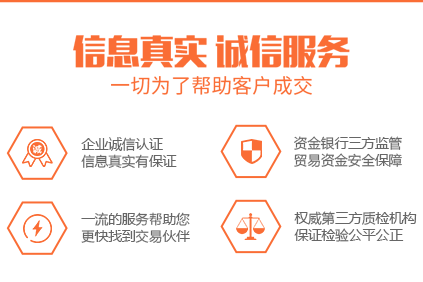 信息真实 诚信服务
一切为了帮助客户成交
诚
企业诚信认证
信息真实有保证
资金银行三方监管
贸易资金安全保障
一流的服务帮助您
更快找到交易伙伴
权威第三方质检机构
保证检验公平公正